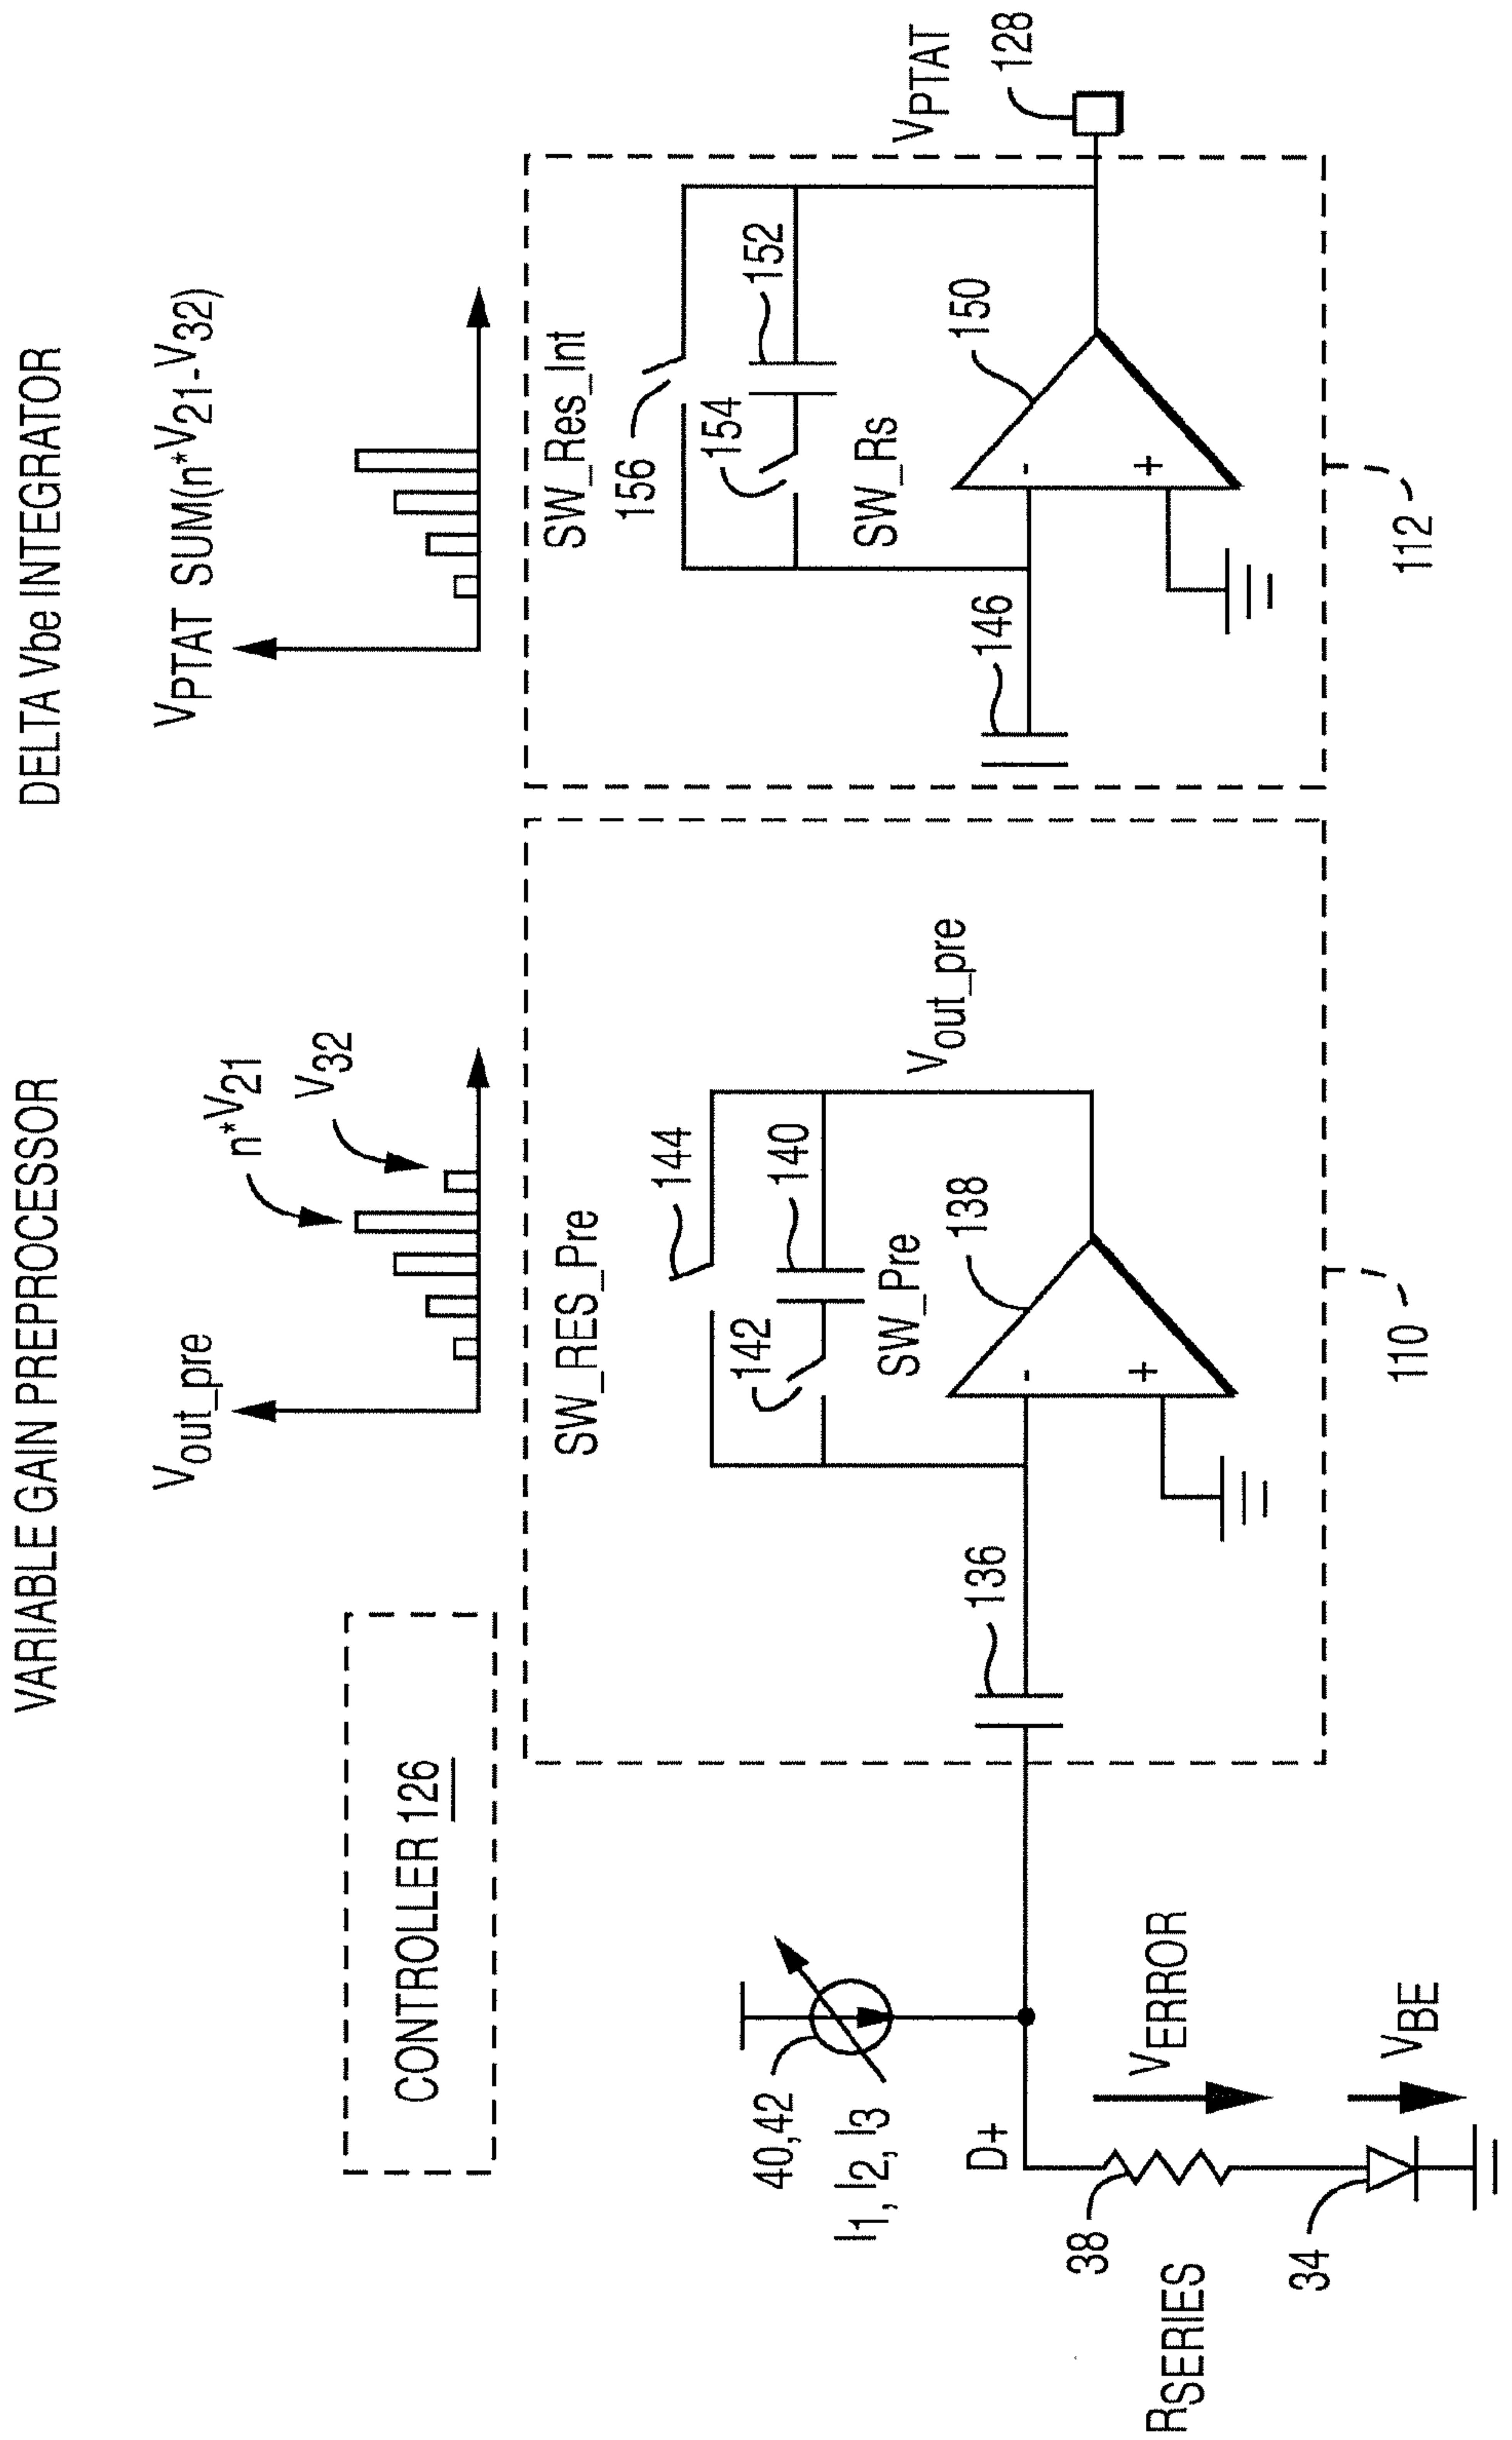 VARIABLE GAIN PREPROCESSOR
DELTA Vbe INTEGRATOR
Vout_pre
n*V21
V32
VPTAT SUM(n*V21-V32)
CONTROLLER 126
SW_RES_Pre
144
142
140
SW_Pre
138
Vout_pre
136
-
+
110
SW_Res_Int
156
154
152
SW_Rs
150
146
-
+
112
VPTAT
128
40,42
I1, I2, I3
D+
VERROR
VBE
38
RSERIES
34